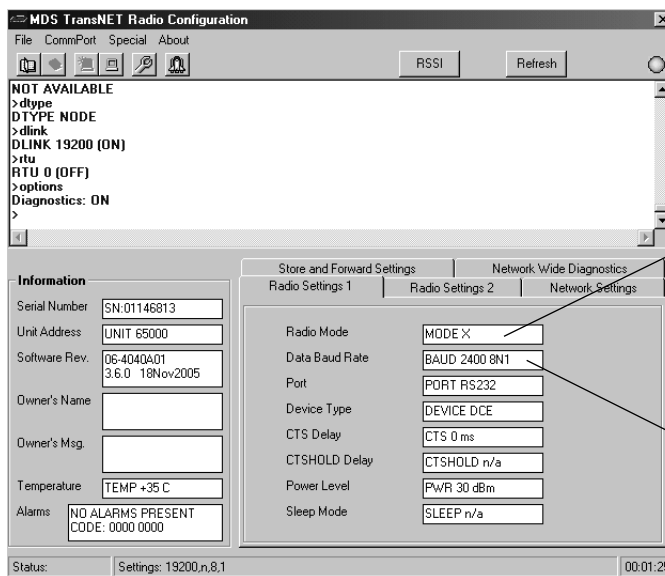 MDS TransNET Radio Configuration
File CommPort Special About
RSSI Refresh
NOT AVAILABLE
>dtype
DTYPE NODE
>dlink
DLINK 19200 (ON)
>rtu
RTU 0 (OFF)
>options
Diagnostics: ON
>
Information
Serial Number SN:01146813
Unit Address UNIT 65000
Software Rev. 06-4040A01
3.6.0 18Nov2005
Owner's Name
Owner's Msg.
Temperature TEMP +35 C
Alarms NO ALARMS PRESENT
CODE: 0000 0000
Store and Forward Settings Network Wide Diagnostics
Radio Settings 1 Radio Settings 2 Network Settings
Radio Mode MODE X
Data Baud Rate BAUD 2400 8N1
Port PORT RS232
Device Type DEVICE DCE
CTS Delay CTS 0 ms
CTSHOLD Delay CTSHOLD n/a
Power Level PWR 30 dBm
Sleep Mode SLEEP n/a
Status: Settings: 19200,n,8,1